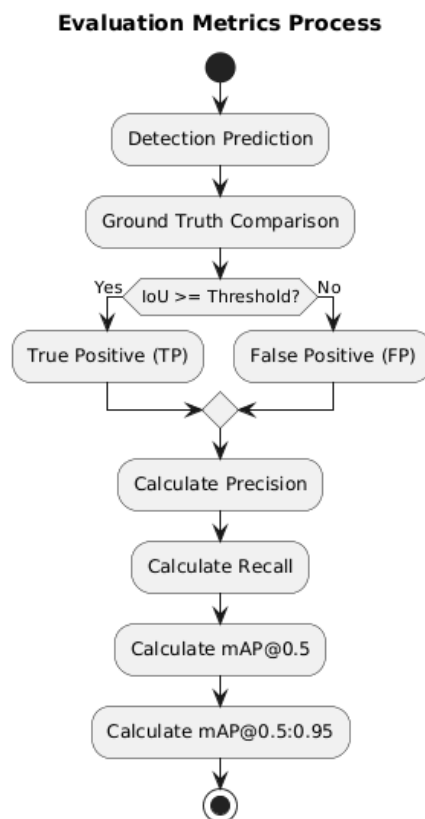 Evaluation Metrics Process
Detection Prediction
Ground Truth Comparison
Yes
IoU >= Threshold?
No
True Positive (TP)
False Positive (FP)
Calculate Precision
Calculate Recall
Calculate mAP@0.5
Calculate mAP@0.5:0.95